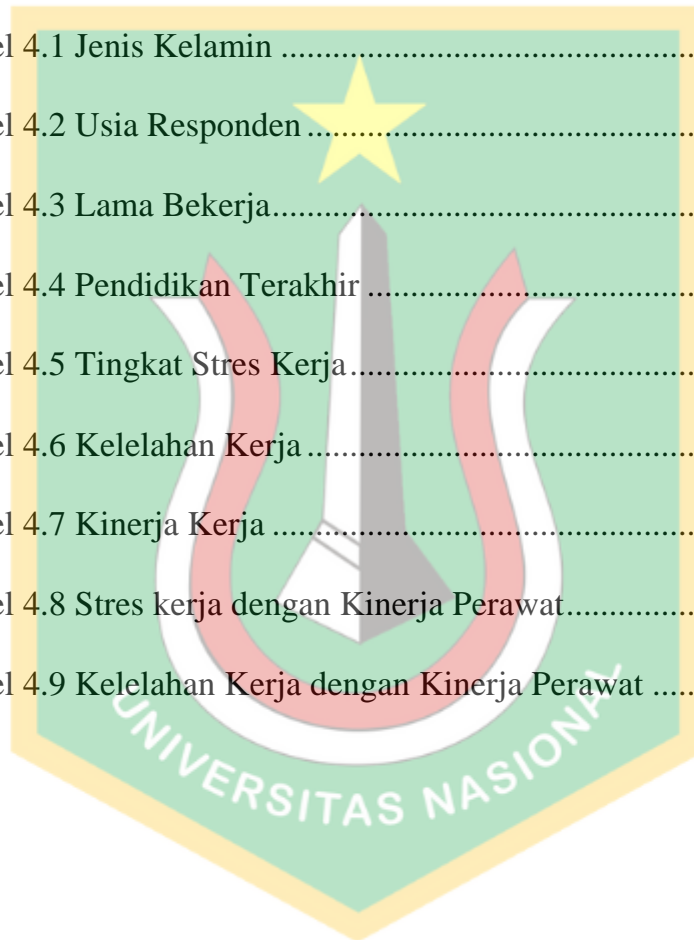 el 4.1 Jenis Kelamin ................................................
el 4.2 Usia Responden .............................................
el 4.3 Lama Bekerja.................................................
el 4.4 Pendidikan Terakhir .......................................
el 4.5 Tingkat Stres Kerja.........................................
el 4.6 Kelelahan Kerja .............................................
el 4.7 Kinerja Kerja .................................................
el 4.8 Stres kerja dengan Kinerja Perawat...............
el 4.9 Kelelahan Kerja dengan Kinerja Perawat .....
UNIVERSITAS NASIONAL